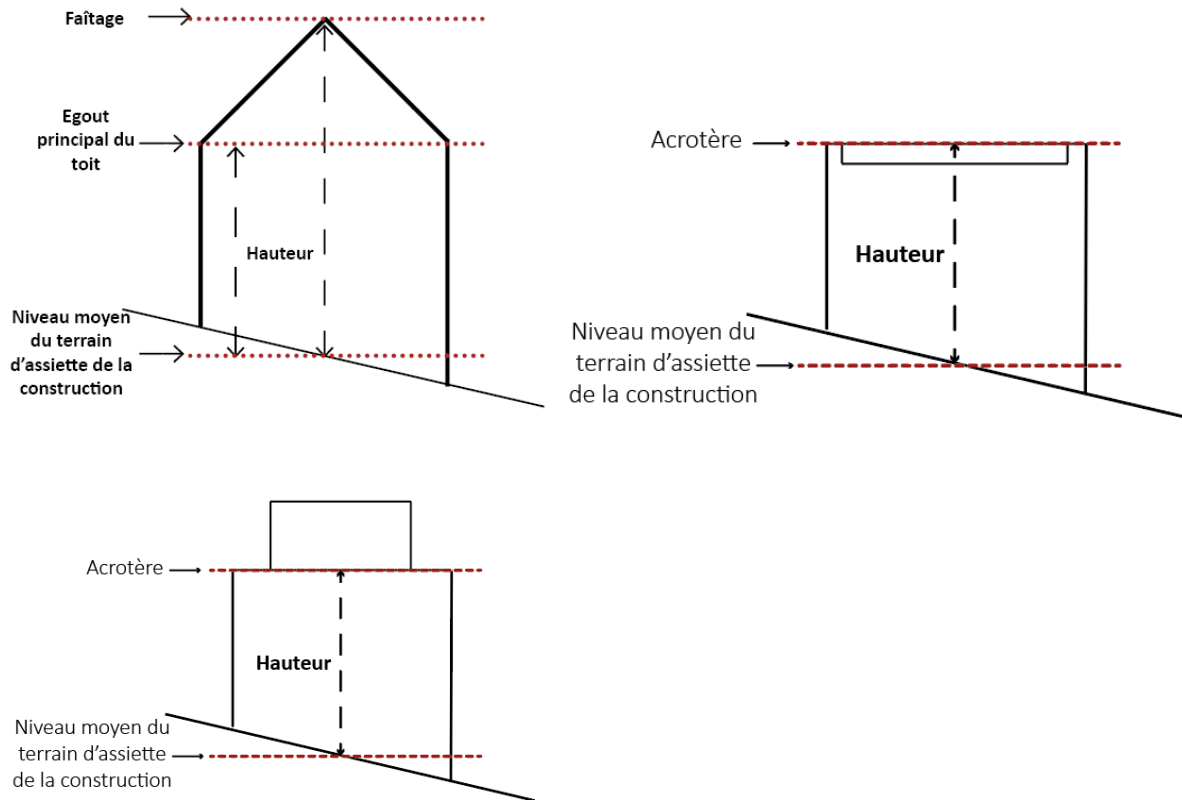 Faîtage
Egout
principal du
toit
Hauteur
Niveau moyen
du terrain
d'assiette de la
construction
Acrotère
Hauteur
Niveau moyen du
terrain d'assiette
de la construction
Acrotère
Hauteur
Niveau moyen du
terrain d'assiette
de la construction